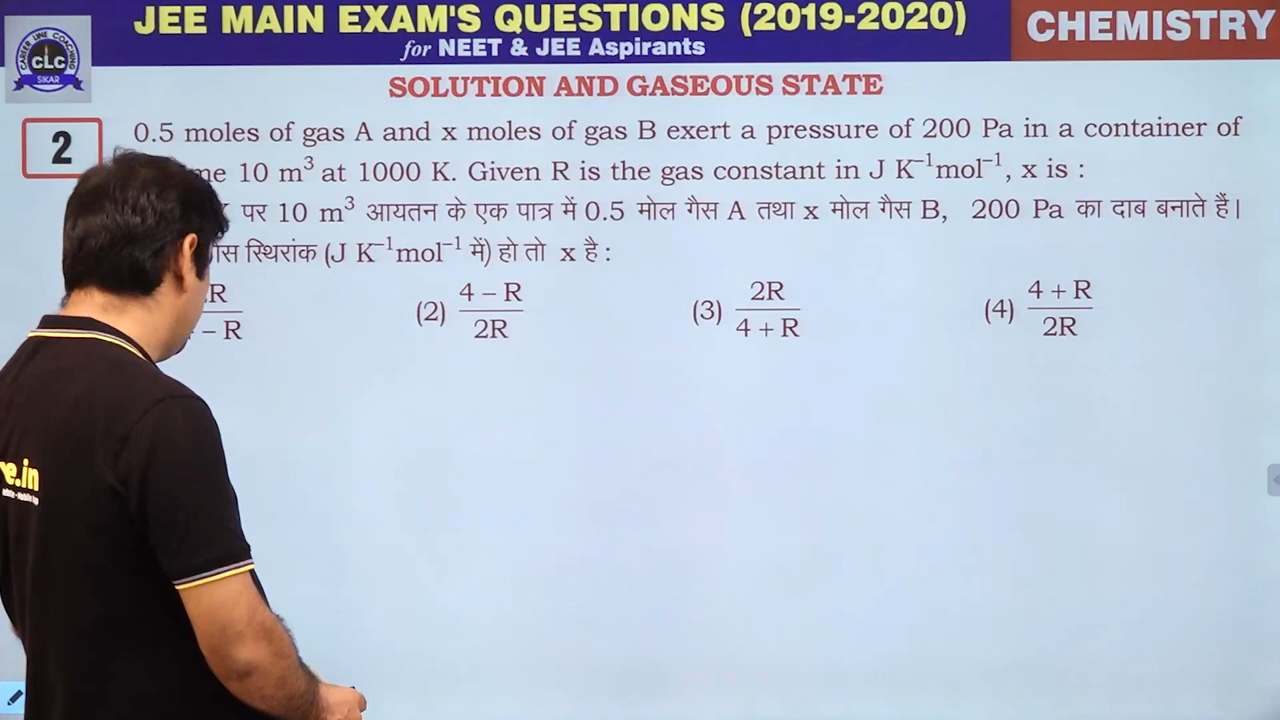 JEE MAIN EXAM'S QUESTIONS (2019-2020)
for NEET & JEE Aspirants
CHEMISTRY
CAREER LINE COACHING
CLC
SIKAR
SOLUTION AND GASEOUS STATE
2
0.5 moles of gas A and x moles of gas B exert a pressure of 200 Pa in a container of
10 m³ at 1000 K. Given R is the gas constant in J K⁻¹mol⁻¹, x is :
पर 10 m³ आयतन के एक पात्र में 0.5 मोल गैस A तथा x मोल गैस B, 200 Pa का दाब बनाते हैं।
स्थिरांक (J K⁻¹mol⁻¹ में) हो तो x है :
R
– R
(2) 4 – R
2R
(3) 2R
4 + R
(4) 4 + R
2R
e.in